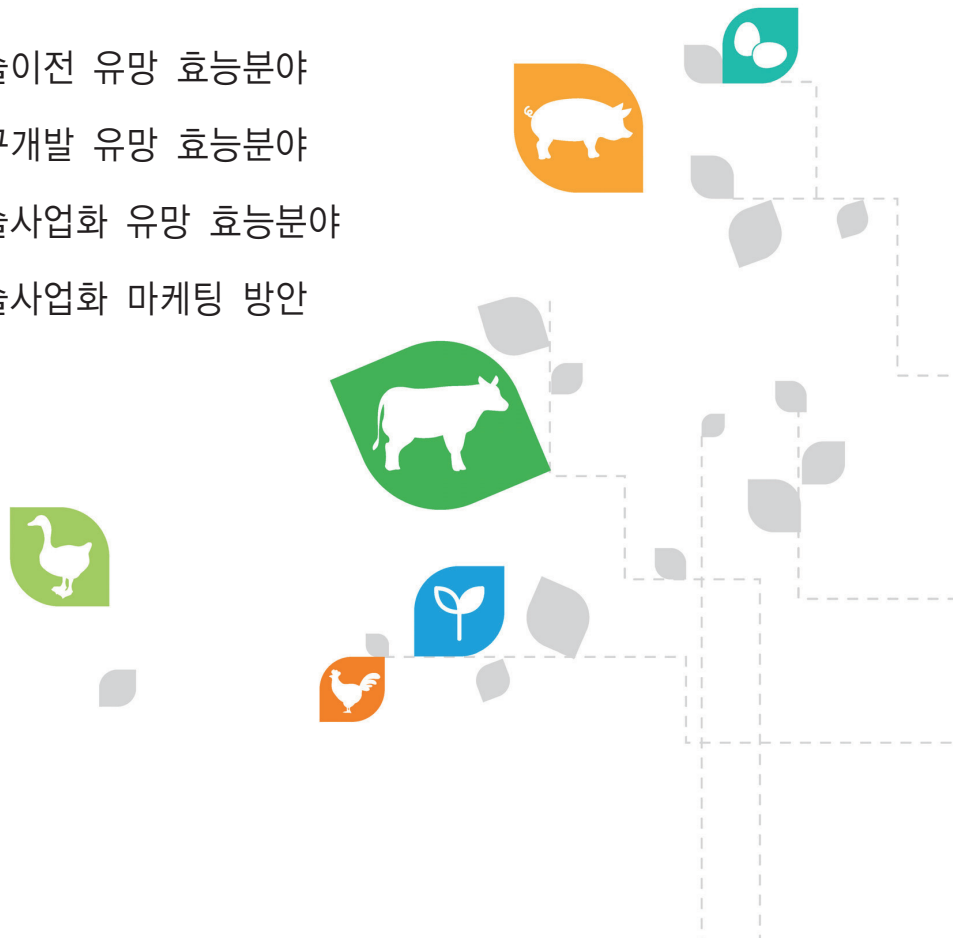 술이전 유망 효능분야
구개발 유망 효능분야
술사업화 유망 효능분야
술사업화 마케팅 방안